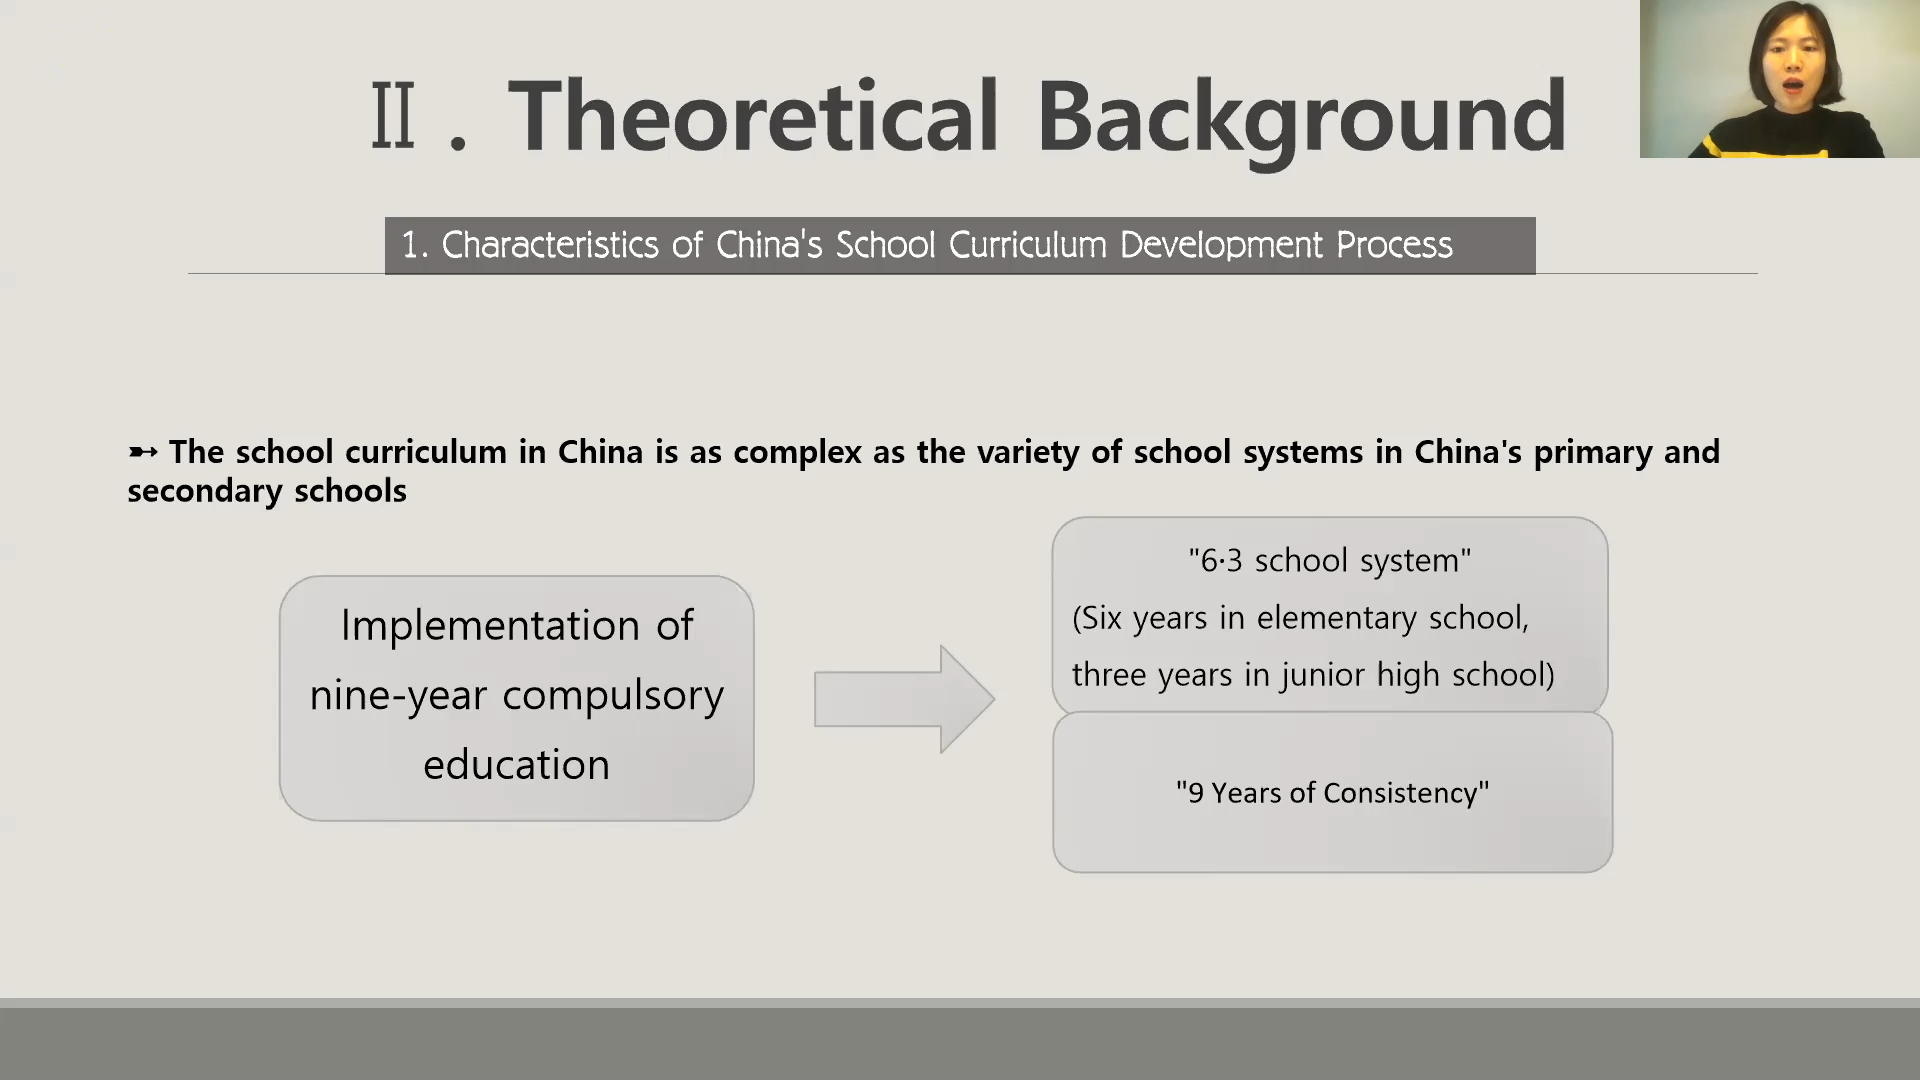 Ⅱ. Theoretical Background
1. Characteristics of China's School Curriculum Development Process
➸ The school curriculum in China is as complex as the variety of school systems in China's primary and
secondary schools
Implementation of
nine-year compulsory
education
"6·3 school system"
(Six years in elementary school,
three years in junior high school)
"9 Years of Consistency"